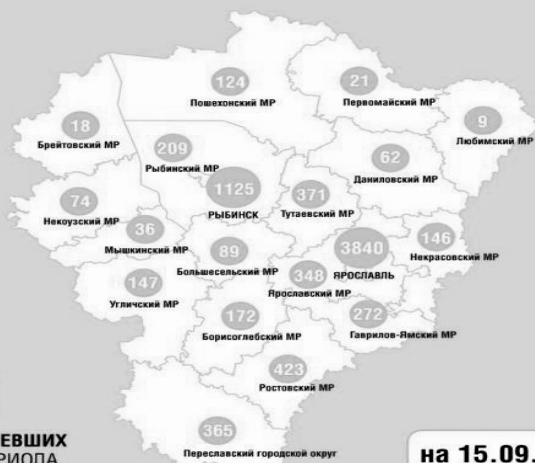 124
Пошехонский МР
21
Первомайский МР
9
Любимский МР
18
Брейтовский МР
209
Рыбинский МР
62
Даниловский МР
1125
РЫБИНСК
371
Тутаевский МР
74
Некоузский МР
36
Мышкинский МР
89
Большесельский МР
3840
ЯРОСЛАВЛЬ
146
Некрасовский МР
348
Ярославский МР
147
Угличский МР
172
Борисоглебский МР
272
Гаврилов-Ямский МР
423
Ростовский МР
365
Переславский городской округ
ЕВШИХ
РИОДА
на 15.09.